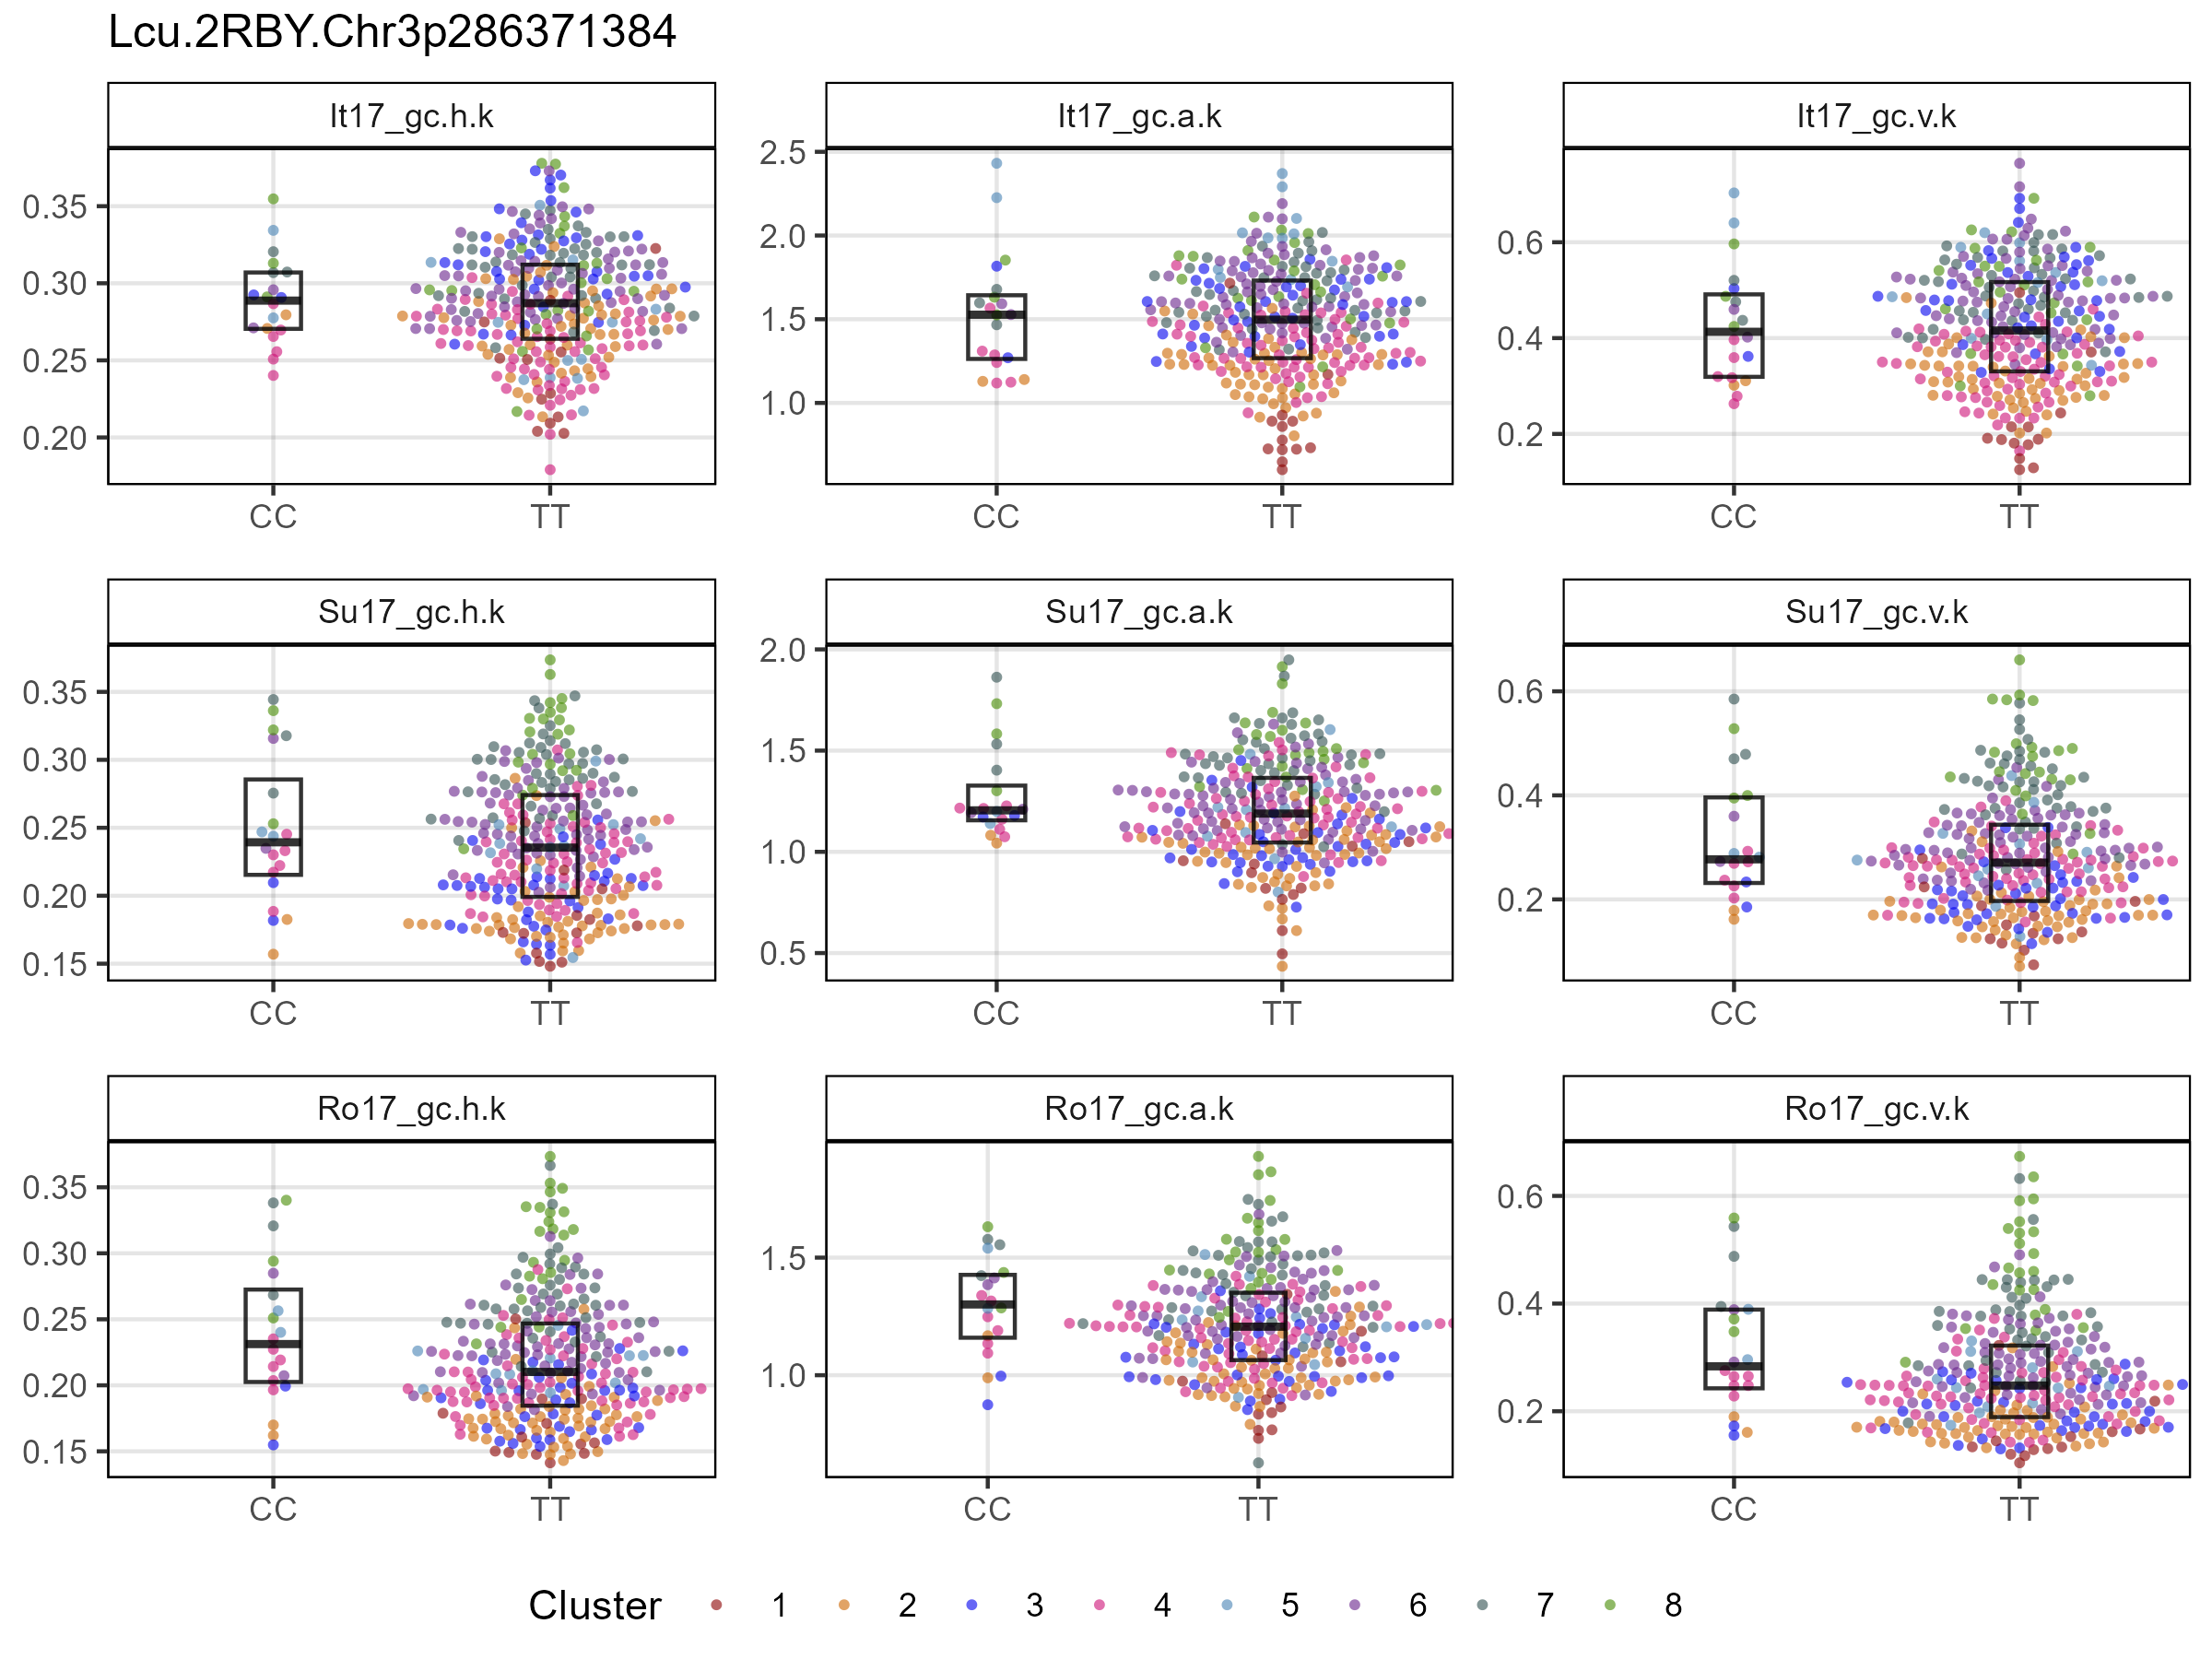 Lcu.2RBY.Chr3p286371384
It17_gc.h.k
It17_gc.a.k
It17_gc.v.k
0.35
0.30
0.25
0.20
CC
TT
2.5
2.0
1.5
1.0
CC
TT
0.6
0.4
0.2
CC
TT
Su17_gc.h.k
Su17_gc.a.k
Su17_gc.v.k
0.35
0.30
0.25
0.20
0.15
CC
TT
2.0
1.5
1.0
0.5
CC
TT
0.6
0.4
0.2
CC
TT
Ro17_gc.h.k
Ro17_gc.a.k
Ro17_gc.v.k
0.35
0.30
0.25
0.20
0.15
CC
TT
1.5
1.0
CC
TT
0.6
0.4
0.2
CC
TT
Cluster 1 2 3 4 5 6 7 8